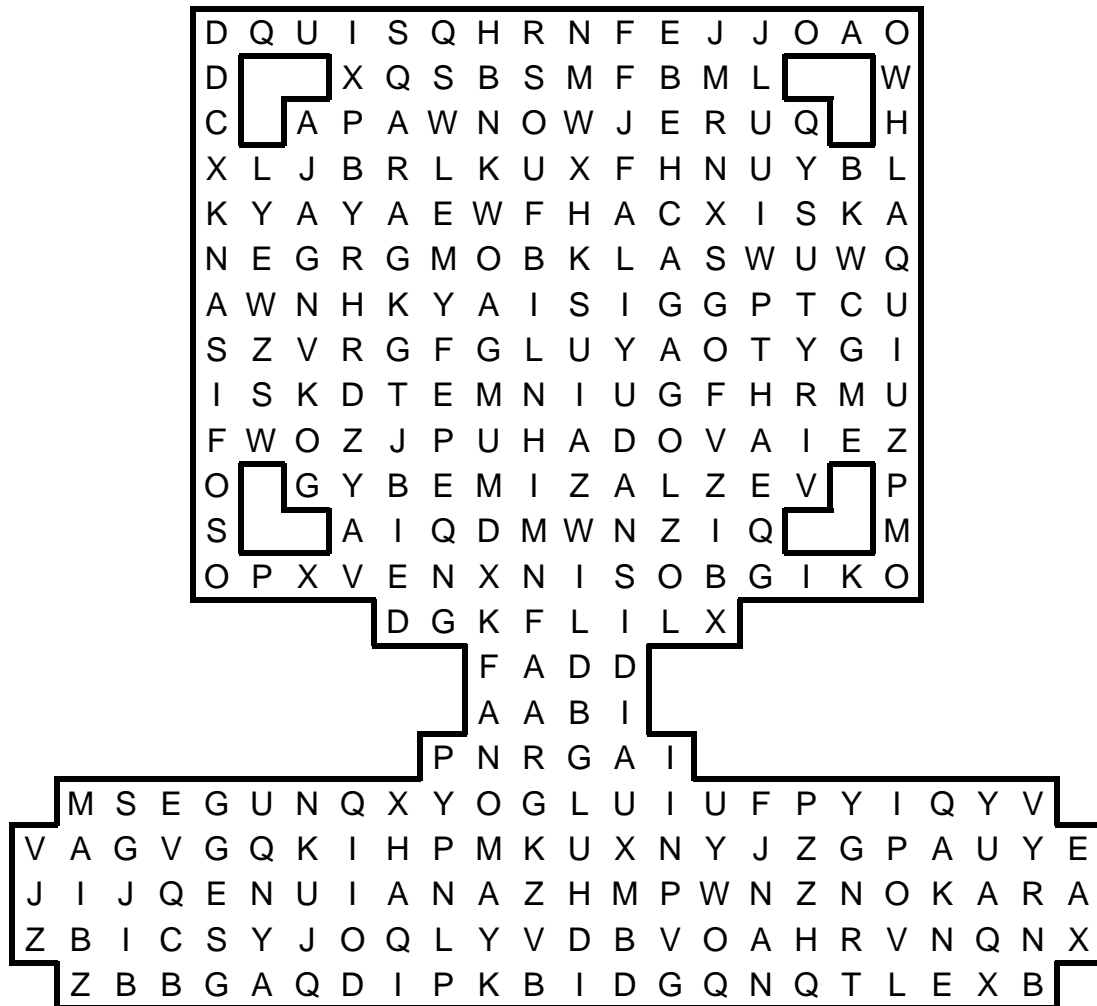 D Q U I S Q H R N F E J J O A O
D X Q S B S M F B M L W
C A P A W N O W J E R U Q H
X L J B R L K U X F H N U Y B L
K Y A Y A E W F H A C X I S K A
N E G R G M O B K L A S W U W Q
A W N H K Y A I S I G G P T C U
S Z V R G F G L U Y A O T Y G I
I S K D T E M N I U G F H R M U
F W O Z J P U H A D O V A I E Z
O G Y B E M I Z A L Z E V P
S A I Q D M W N Z I Q M
O P X V E N X N I S O B G I K O
D G K F L I L X
F A D D
A A B I
P N R G A I
M S E G U N Q X Y O G L U I U F P Y I Q Y V
V A G V G Q K I H P M K U X N Y J Z G P A U Y E
J I J Q E N U I A N A Z H M P W N Z N O K A R A
Z B I C S Y J O Q L Y V D B V O A H R V N Q N X
Z B B G A Q D I P K B I D G Q N Q T L E X B